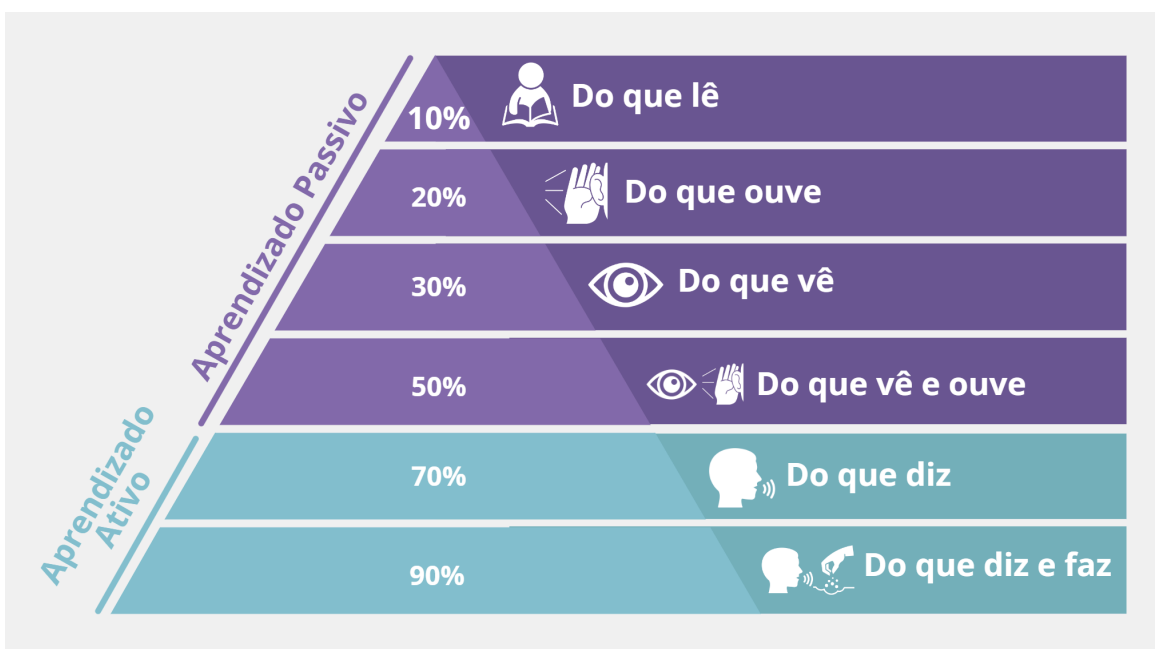 Aprendizado Passivo
10%
Do que lê
20%
Do que ouve
30%
Do que vê
50%
Do que vê e ouve
Aprendizado
Ativo
70%
Do que diz
90%
Do que diz e faz